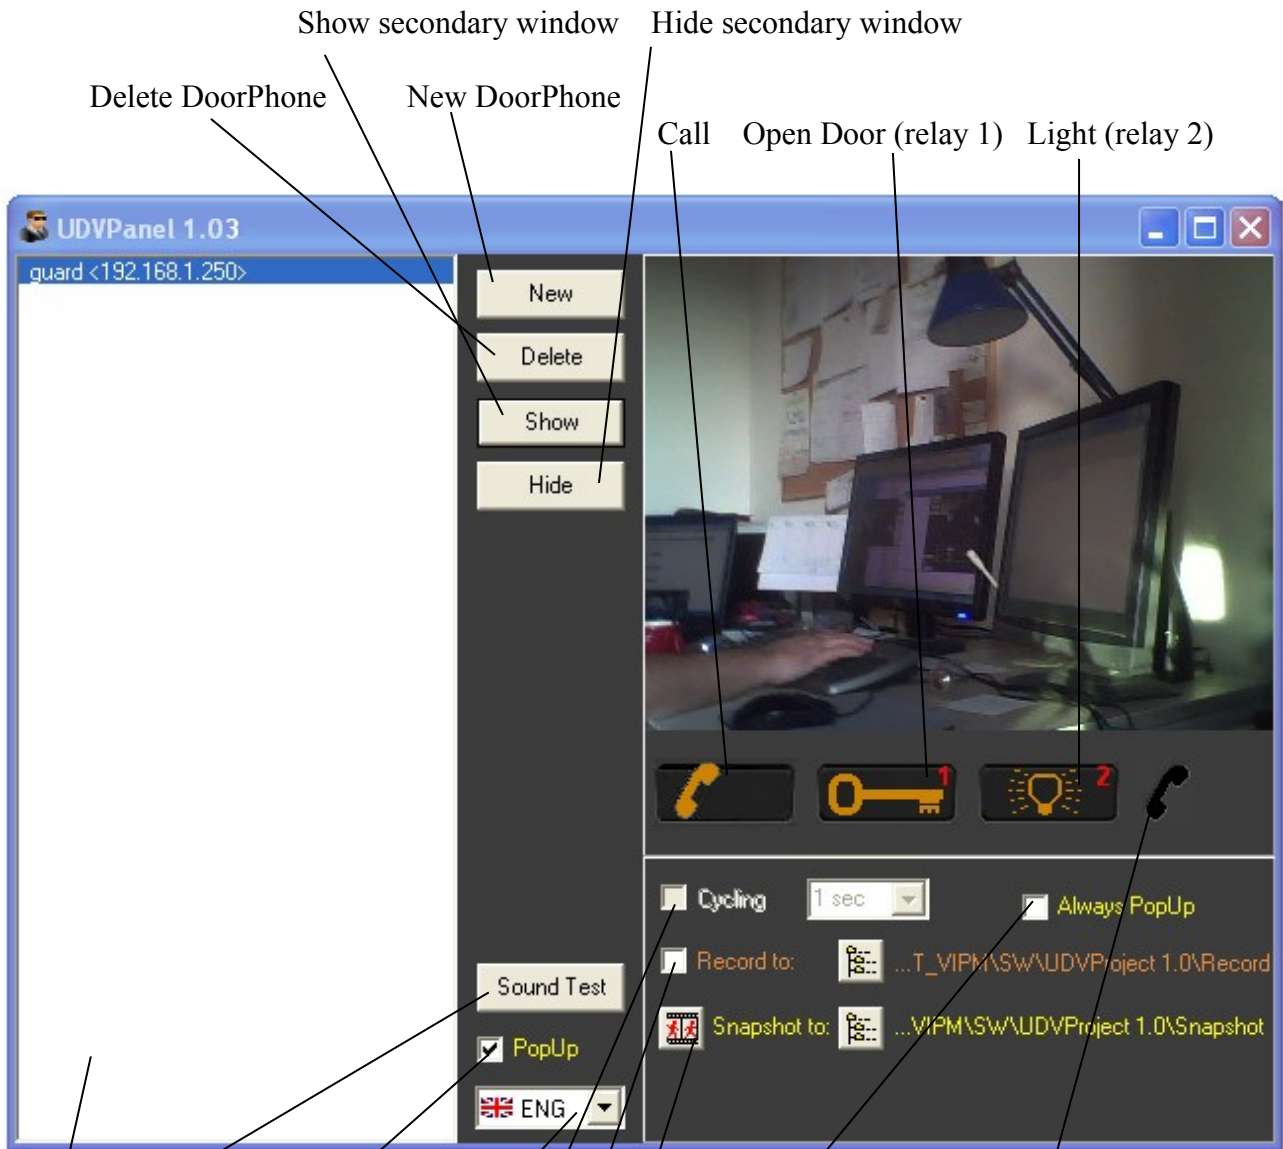 Show secondary window Hide secondary window
Delete DoorPhone New DoorPhone
Call Open Door (relay 1) Light (relay 2)
UDVPanel 1.03
guard <192.168.1.250>
New
Delete
Show
Hide
1 2
Cycling 1 sec Always PopUp
Record to: ...T_VIPM\SW\UDVProject 1.0\Record
Sound Test
Snapshot to: ...VIPM\SW\UDVProject 1.0\Snapshot
PopUp
ENG